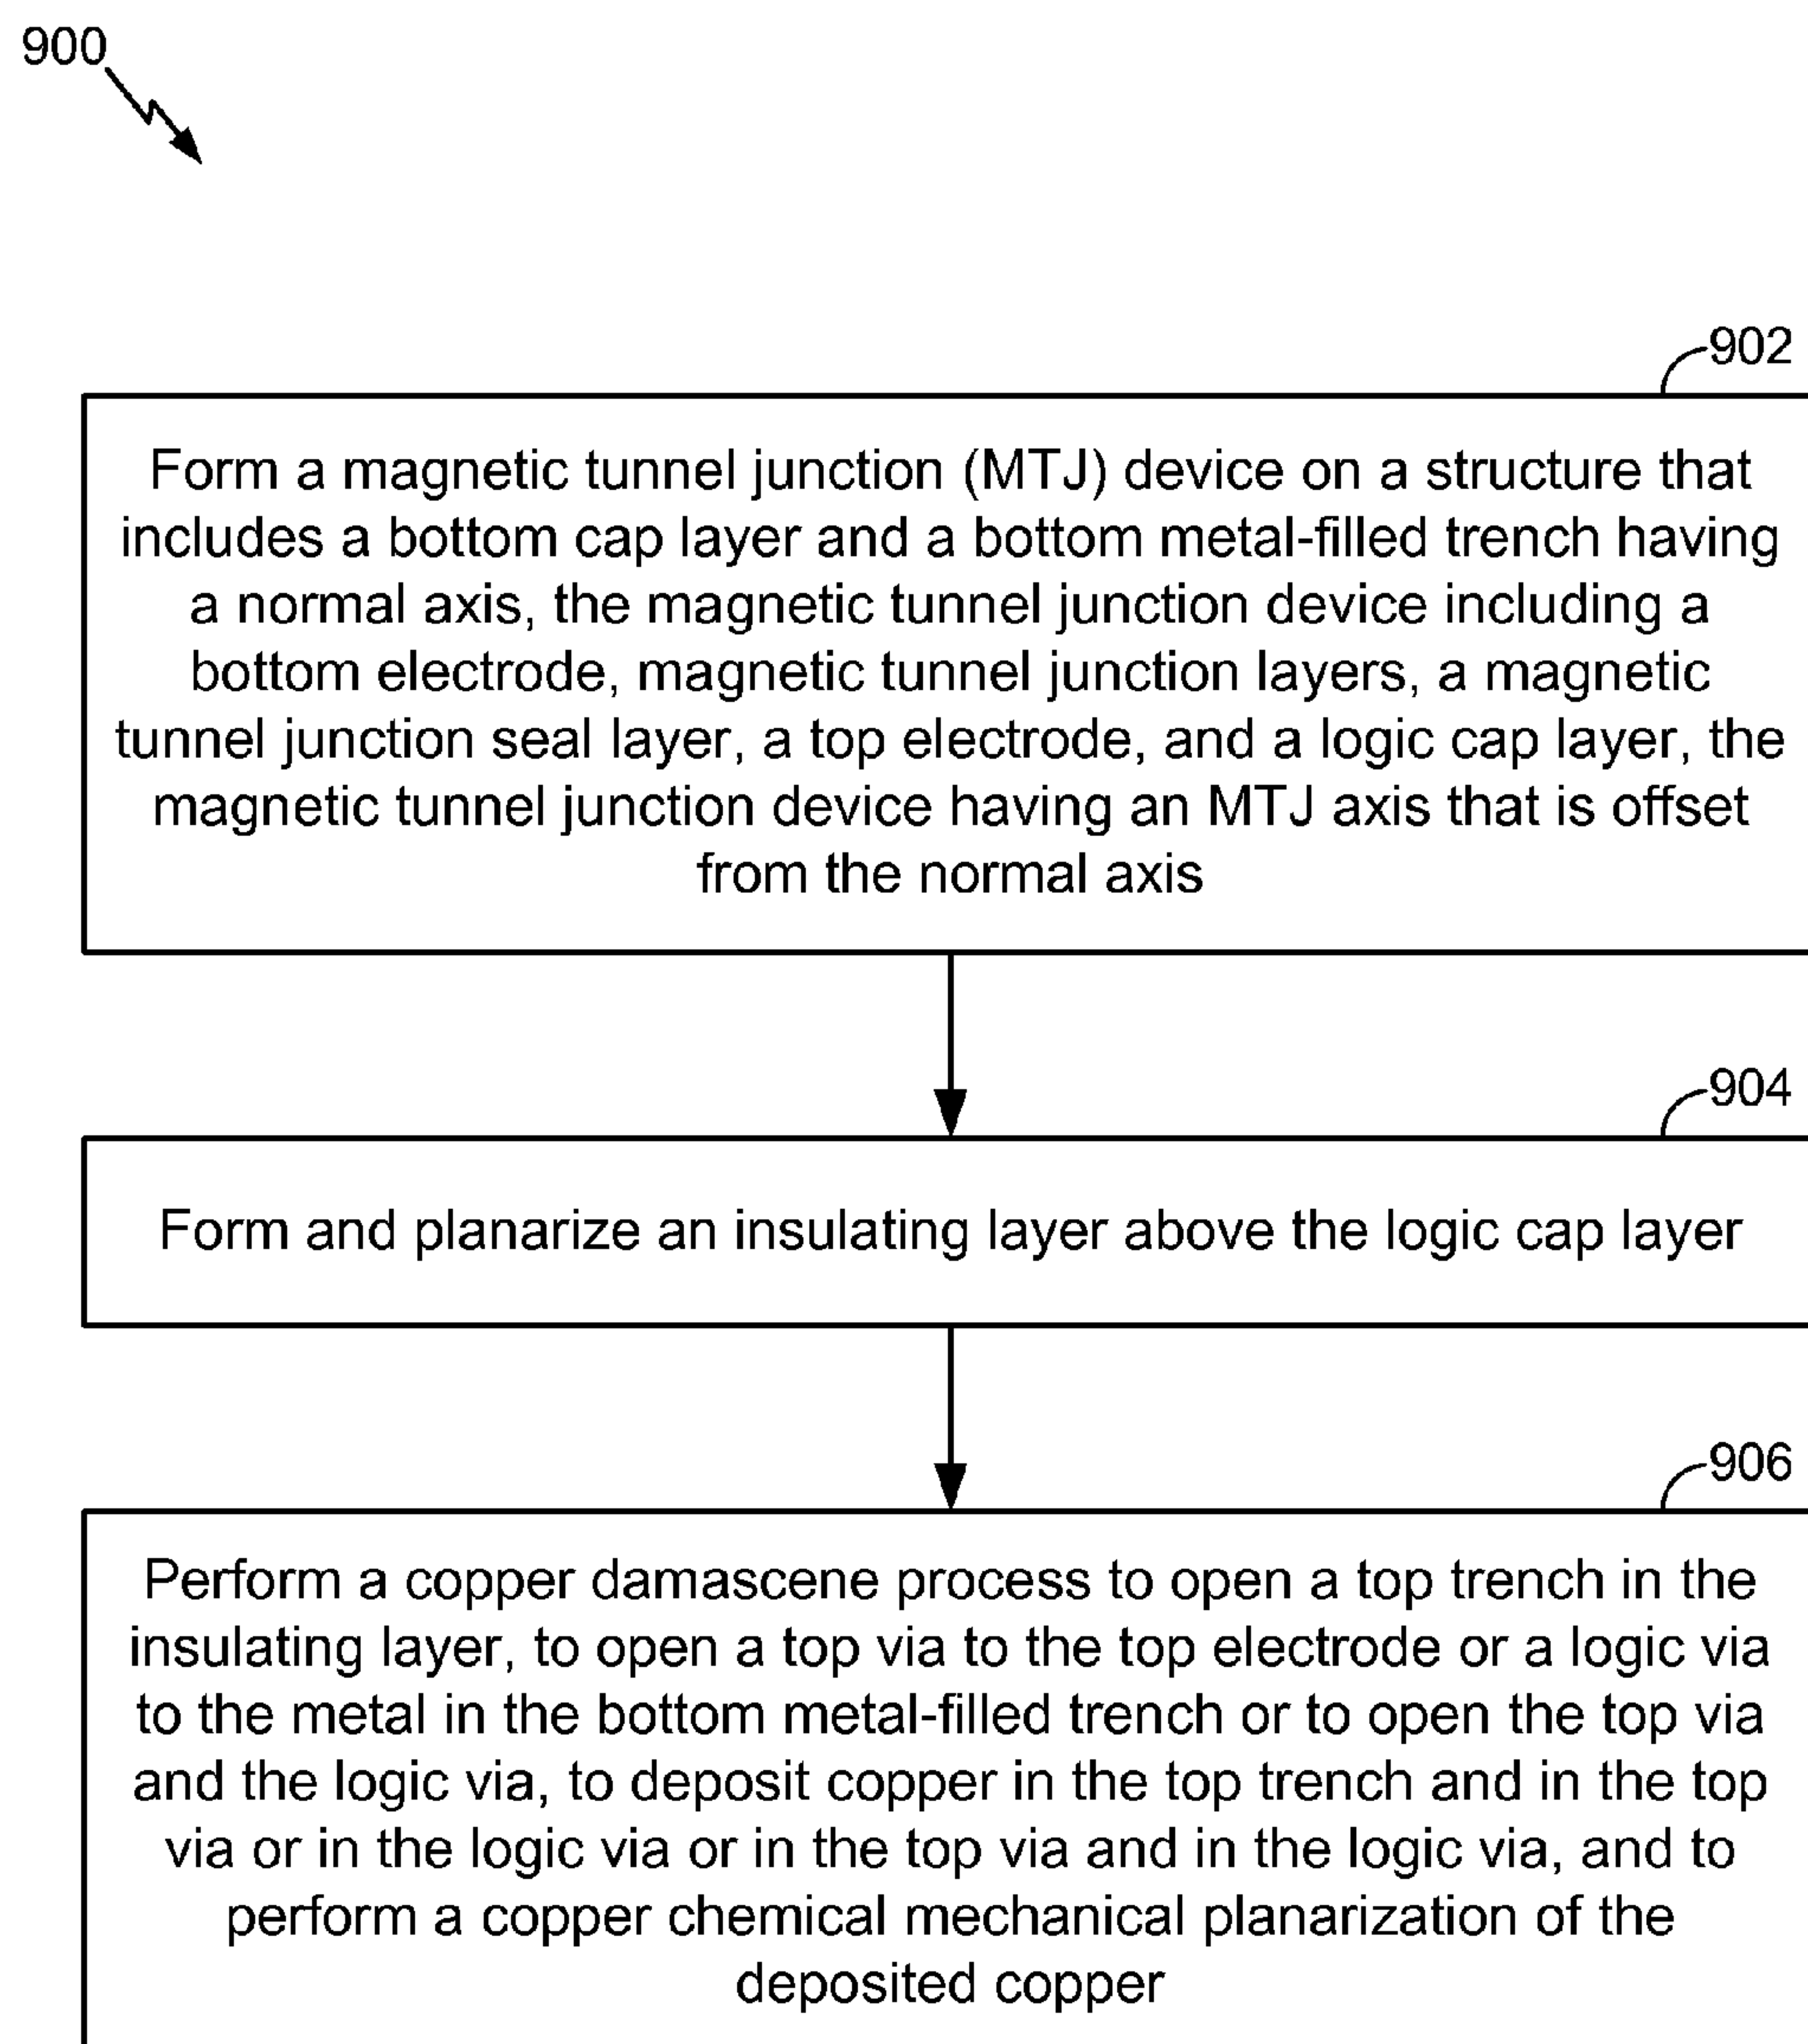 900
902
Form a magnetic tunnel junction (MTJ) device on a structure that
includes a bottom cap layer and a bottom metal-filled trench having
a normal axis, the magnetic tunnel junction device including a
bottom electrode, magnetic tunnel junction layers, a magnetic
tunnel junction seal layer, a top electrode, and a logic cap layer, the
magnetic tunnel junction device having an MTJ axis that is offset
from the normal axis
904
Form and planarize an insulating layer above the logic cap layer
906
Perform a copper damascene process to open a top trench in the
insulating layer, to open a top via to the top electrode or a logic via
to the metal in the bottom metal-filled trench or to open the top via
and the logic via, to deposit copper in the top trench and in the top
via or in the logic via or in the top via and in the logic via, and to
perform a copper chemical mechanical planarization of the
deposited copper